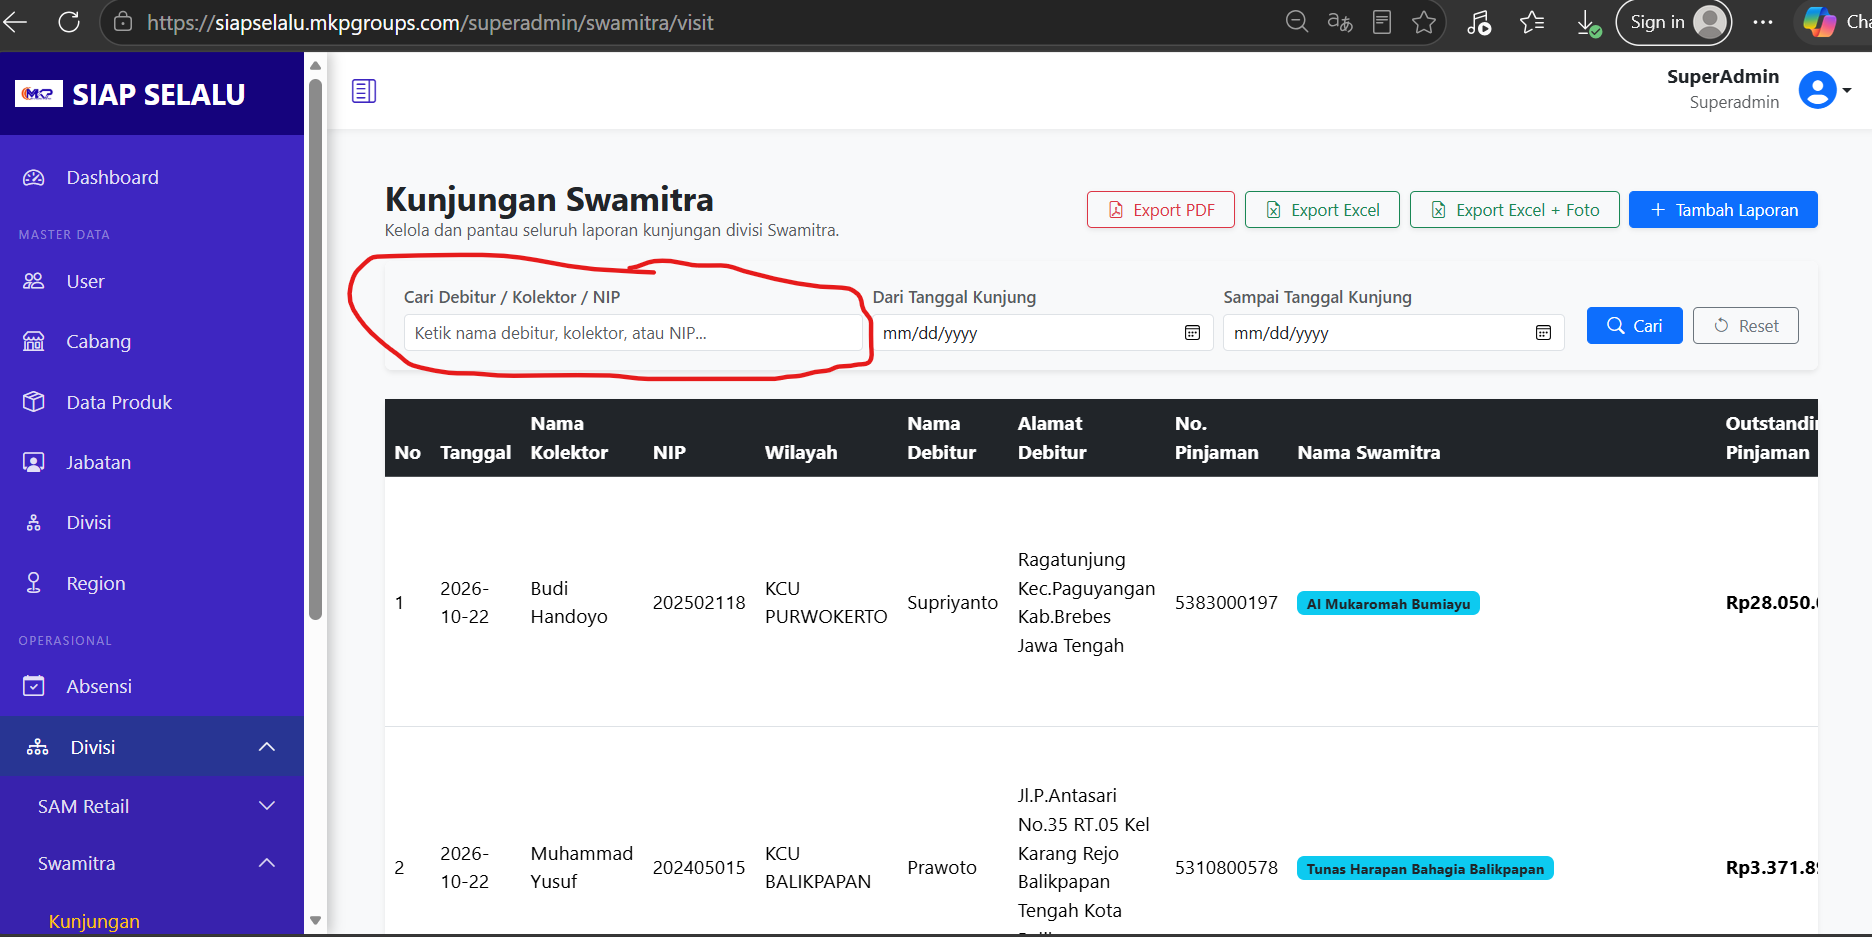 https://siapselalu.mkpgroups.com/superadmin/swamitra/visit
Sign in
MKP
SIAP SELALU
SuperAdmin
Superadmin
Dashboard
MASTER DATA
User
Cabang
Data Produk
Jabatan
Divisi
Region
OPERASIONAL
Absensi
Divisi
SAM Retail
Swamitra
Kunjungan
Kunjungan Swamitra
Kelola dan pantau seluruh laporan kunjungan divisi Swamitra.
Export PDF
Export Excel
Export Excel + Foto
+ Tambah Laporan
Cari Debitur / Kolektor / NIP
Ketik nama debitur, kolektor, atau NIP...
Dari Tanggal Kunjung
mm/dd/yyyy
Sampai Tanggal Kunjung
mm/dd/yyyy
Cari
Reset
No
Tanggal
Nama
Kolektor
NIP
Wilayah
Nama
Debitur
Alamat
Debitur
No.
Pinjaman
Nama Swamitra
Pinjaman
1
2026-
10-22
Budi
Handoyo
202502118
KCU
PURWOKERTO
Supriyanto
Ragatunjung
Kec.Paguyangan
Kab.Brebes
Jawa Tengah
5383000197
Al Mukaromah Bumiayu
Rp28.050.
2
2026-
10-22
Muhammad
Yusuf
202405015
KCU
BALIKPAPAN
Prawoto
Jl.P.Antasari
No.35 RT.05 Kel
Karang Rejo
Balikpapan
Tengah Kota
5310800578
Tunas Harapan Bahagia Balikpapan
Rp3.371.8